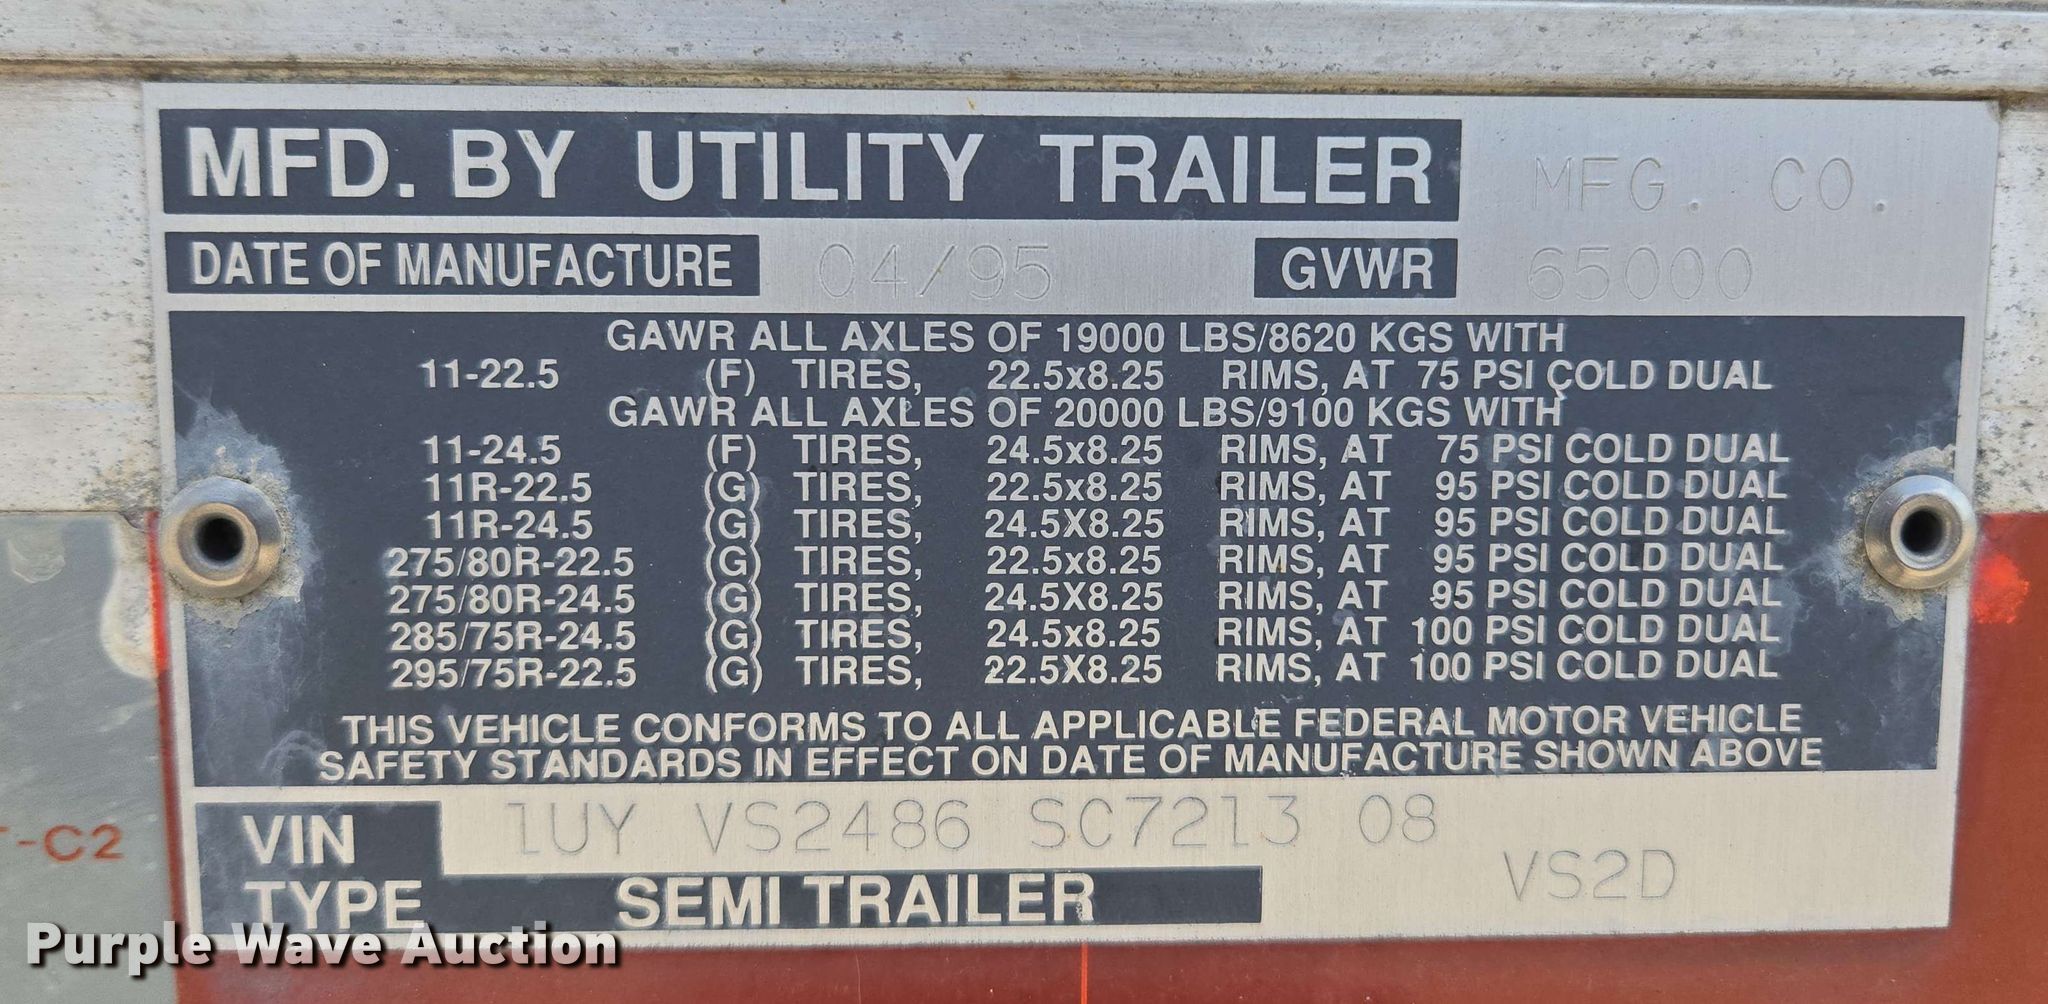 MFD. BY UTILITY TRAILER MFG. CO.
DATE OF MANUFACTURE 04/95 GVWR 65000
GAWR ALL AXLES OF 19000 LBS/8620 KGS WITH
11-22.5 (F) TIRES, 22.5x8.25 RIMS, AT 75 PSI COLD DUAL
GAWR ALL AXLES OF 20000 LBS/9100 KGS WITH
11-24.5 (F) TIRES, 24.5x8.25 RIMS, AT 75 PSI COLD DUAL
11R-22.5 (G) TIRES, 22.5x8.25 RIMS, AT 95 PSI COLD DUAL
11R-24.5 (G) TIRES, 24.5X8.25 RIMS, AT 95 PSI COLD DUAL
275/80R-22.5 (G) TIRES, 22.5x8.25 RIMS, AT 95 PSI COLD DUAL
275/80R-24.5 (G) TIRES, 24.5X8.25 RIMS, AT 95 PSI COLD DUAL
285/75R-24.5 (G) TIRES, 24.5x8.25 RIMS, AT 100 PSI COLD DUAL
295/75R-22.5 (G) TIRES, 22.5X8.25 RIMS, AT 100 PSI COLD DUAL
THIS VEHICLE CONFORMS TO ALL APPLICABLE FEDERAL MOTOR VEHICLE
SAFETY STANDARDS IN EFFECT ON DATE OF MANUFACTURE SHOWN ABOVE
VIN 1UY VS2486 SC7213 08
TYPE SEMI TRAILER VS2D
-C2
Purple Wave Auction